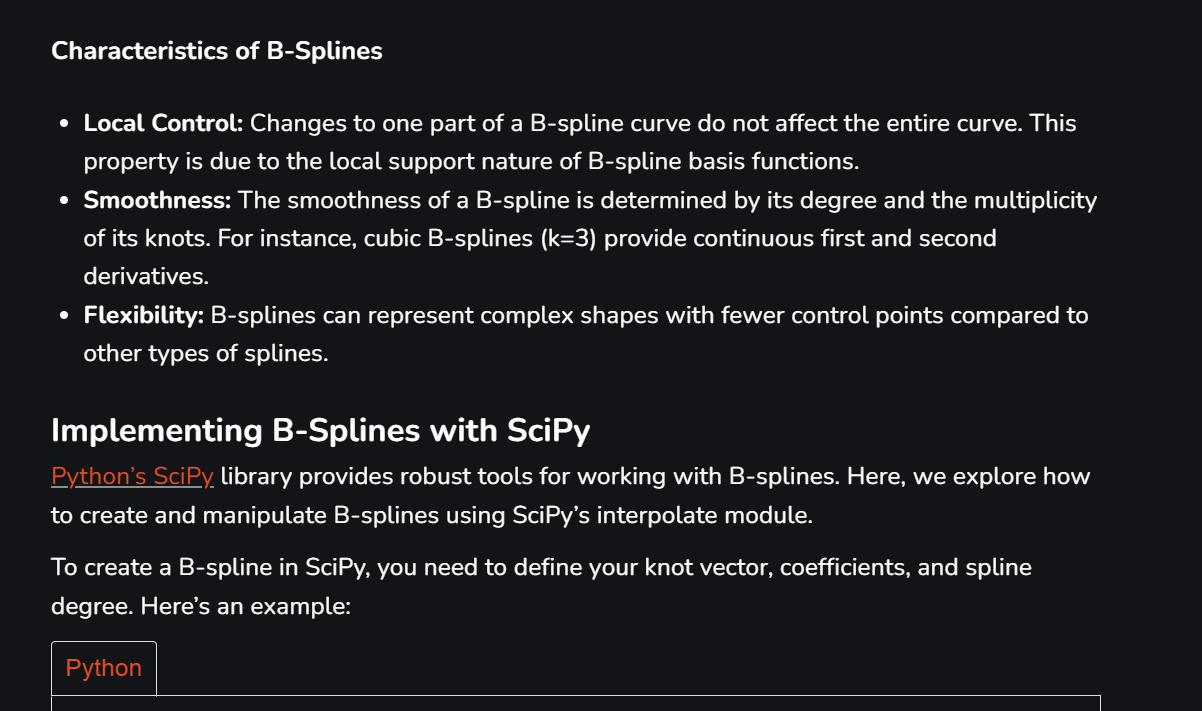 Characteristics of B-Splines
• Local Control: Changes to one part of a B-spline curve do not affect the entire curve. This
property is due to the local support nature of B-spline basis functions.
• Smoothness: The smoothness of a B-spline is determined by its degree and the multiplicity
of its knots. For instance, cubic B-splines (k=3) provide continuous first and second
derivatives.
• Flexibility: B-splines can represent complex shapes with fewer control points compared to
other types of splines.
Implementing B-Splines with SciPy
Python’s SciPy library provides robust tools for working with B-splines. Here, we explore how
to create and manipulate B-splines using SciPy’s interpolate module.
To create a B-spline in SciPy, you need to define your knot vector, coefficients, and spline
degree. Here’s an example:
Python